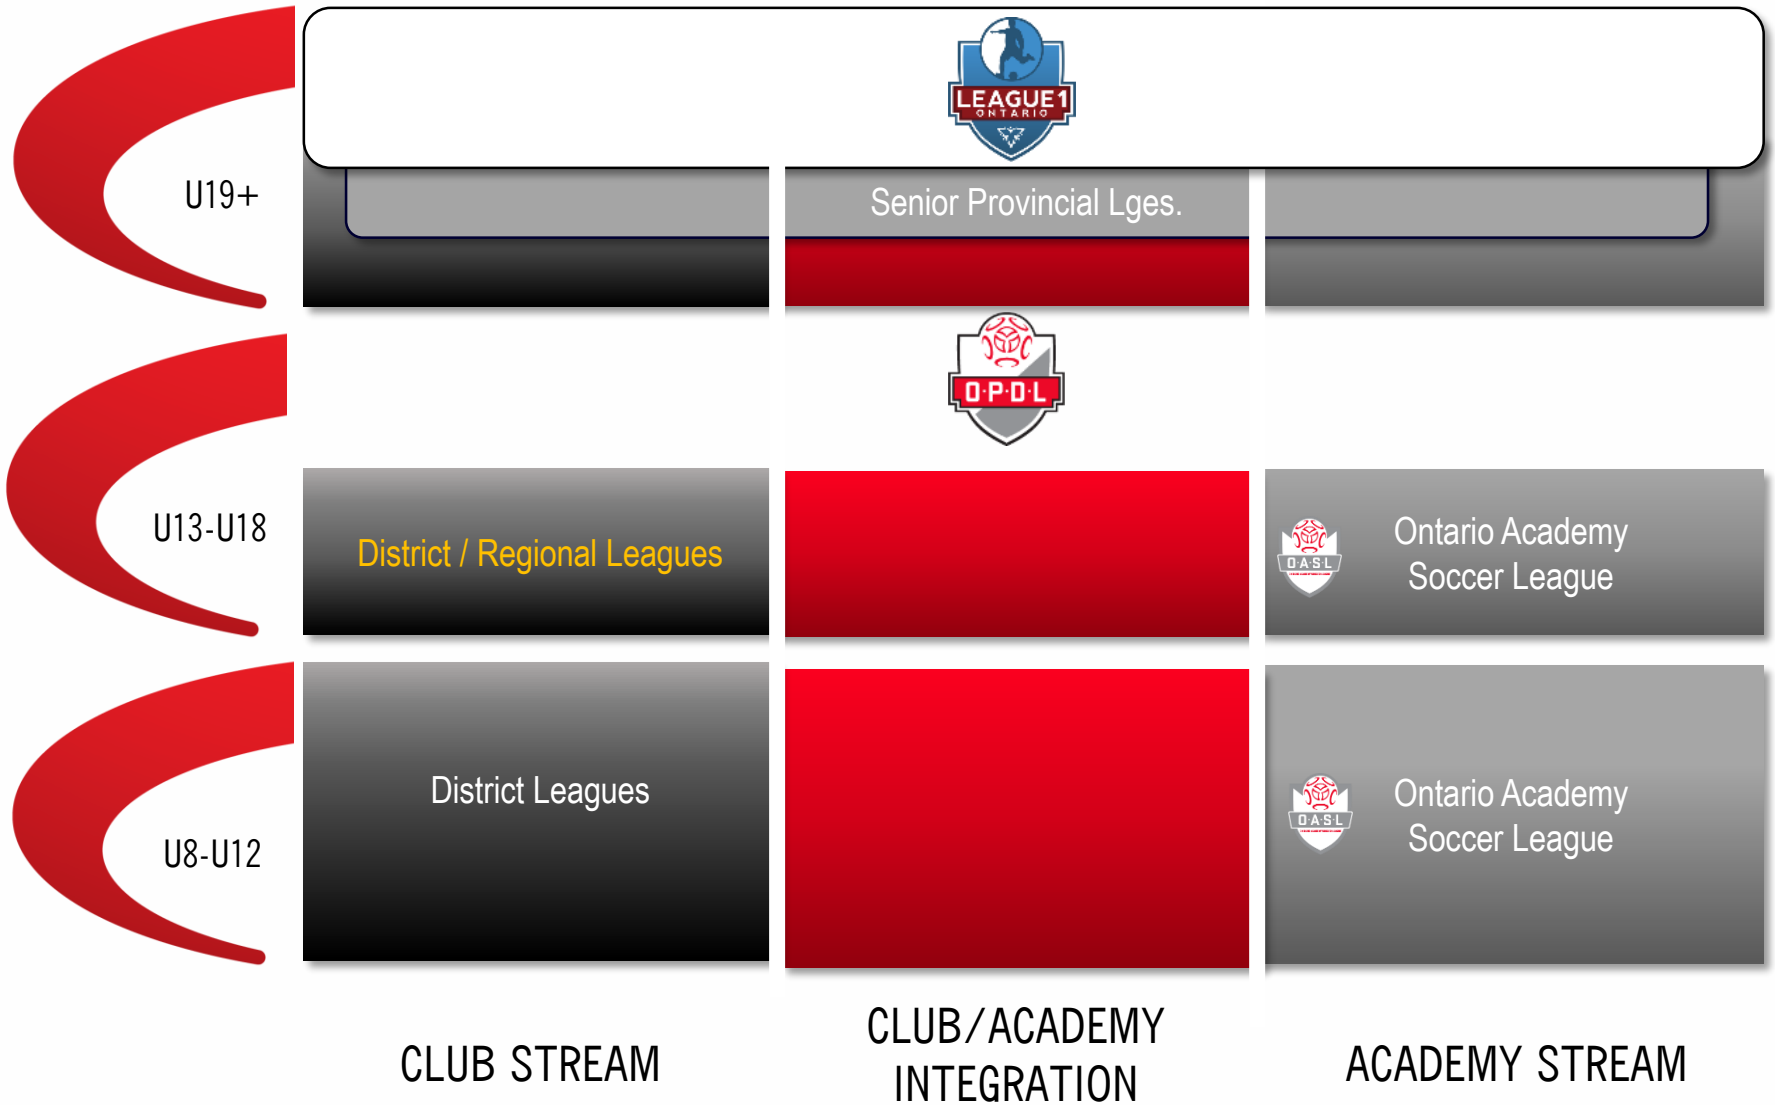 LEAGUE1
ONTARIO
U19+
Senior Provincial Lges.
O·P·D·L
U13-U18
District / Regional Leagues
O·A·S·L
Ontario Academy
Soccer League
U8-U12
District Leagues
O·A·S·L
Ontario Academy
Soccer League
CLUB STREAM
CLUB/ACADEMY
INTEGRATION
ACADEMY STREAM